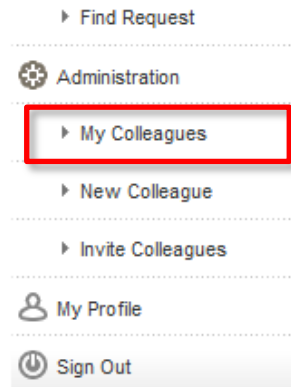 Find Request
Administration
My Colleagues
New Colleague
Invite Colleagues
My Profile
Sign Out